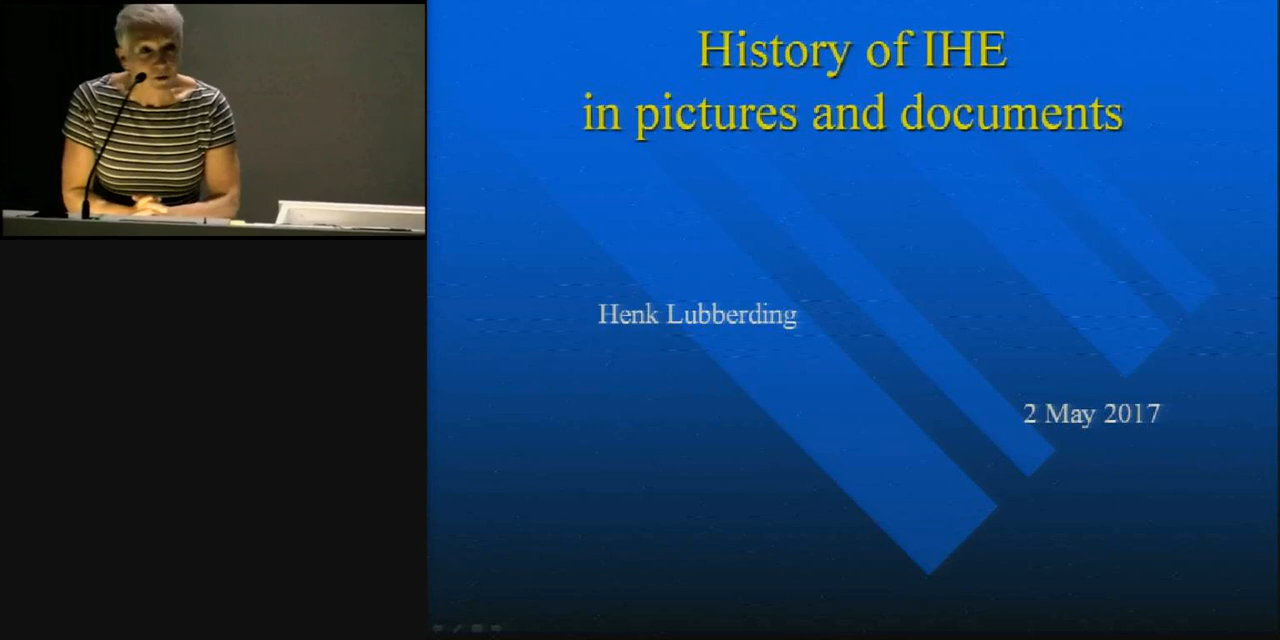 History of IHE
in pictures and documents
Henk Lubberding
2 May 2017